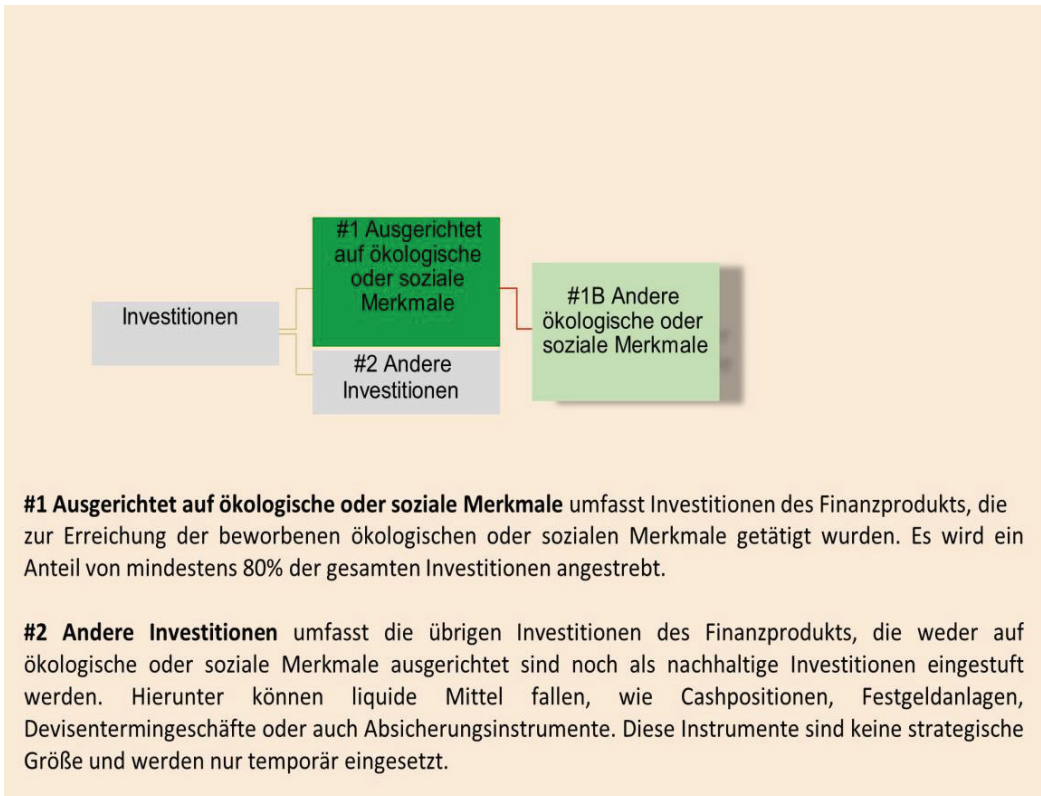 #1 Ausgerichtet
auf ökologische
oder soziale
Merkmale
Investitionen
#2 Andere
Investitionen
#1B Andere
ökologische oder
soziale Merkmale
#1 Ausgerichtet auf ökologische oder soziale Merkmale umfasst Investitionen des Finanzprodukts, die
zur Erreichung der beworbenen ökologischen oder sozialen Merkmale getätigt wurden. Es wird ein
Anteil von mindestens 80% der gesamten Investitionen angestrebt.
#2 Andere Investitionen umfasst die übrigen Investitionen des Finanzprodukts, die weder auf
ökologische oder soziale Merkmale ausgerichtet sind noch als nachhaltige Investitionen eingestuft
werden. Hierunter können liquide Mittel fallen, wie Cashpositionen, Festgeldanlagen,
Devisentermingeschäfte oder auch Absicherungsinstrumente. Diese Instrumente sind keine strategische
Größe und werden nur temporär eingesetzt.